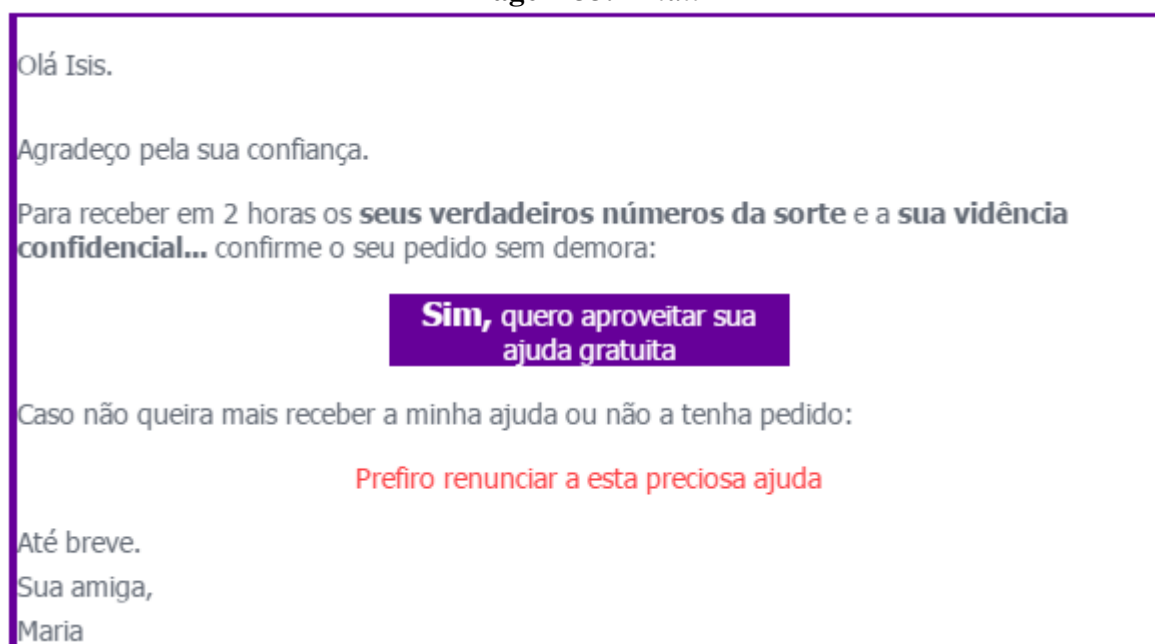 Olá Isis.
Agradeço pela sua confiança.
Para receber em 2 horas os seus verdadeiros números da sorte e a sua vidência
confidencial... confirme o seu pedido sem demora:
Sim, quero aproveitar sua
ajuda gratuita
Caso não queira mais receber a minha ajuda ou não a tenha pedido:
Prefiro renunciar a esta preciosa ajuda
Até breve.
Sua amiga,
Maria